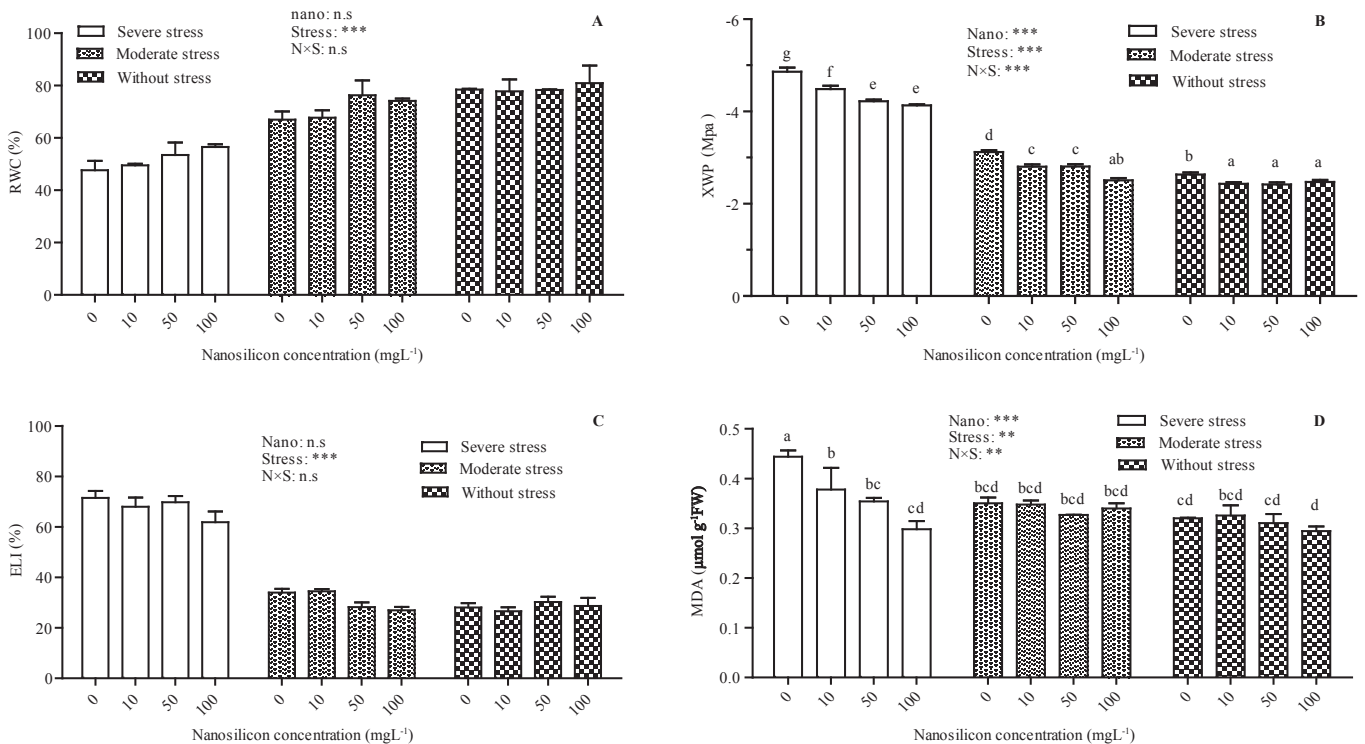 A
nano: n.s
Stress: ***
N×S: n.s
Severe stress
Moderate stress
Without stress
RWC (%)
100
80
60
40
20
0
0 10 50 100 0 10 50 100 0 10 50 100
Nanosilicon concentration (mgL-1)
B
Nano: ***
Stress: ***
N×S: ***
Severe stress
Moderate stress
Without stress
XWP (Mpa)
-6
-4
-2
0
g f e e d c c ab b a a a
0 10 50 100 0 10 50 100 0 10 50 100
Nanosilicon concentration (mgL-1)
C
Nano: n.s
Stress: ***
N×S: n.s
Severe stress
Moderate stress
Without stress
ELI (%)
100
80
60
40
20
0
0 10 50 100 0 10 50 100 0 10 50 100
Nanosilicon concentration (mgL-1)
D
Nano: ***
Stress: **
N×S: **
Severe stress
Moderate stress
Without stress
MDA (µmol g-1FW)
0.5
0.4
0.3
0.2
0.1
0.0
a b bc cd bcd bcd bcd bcd cd bcd cd d
0 10 50 100 0 10 50 100 0 10 50 100
Nanosilicon concentration (mgL-1)